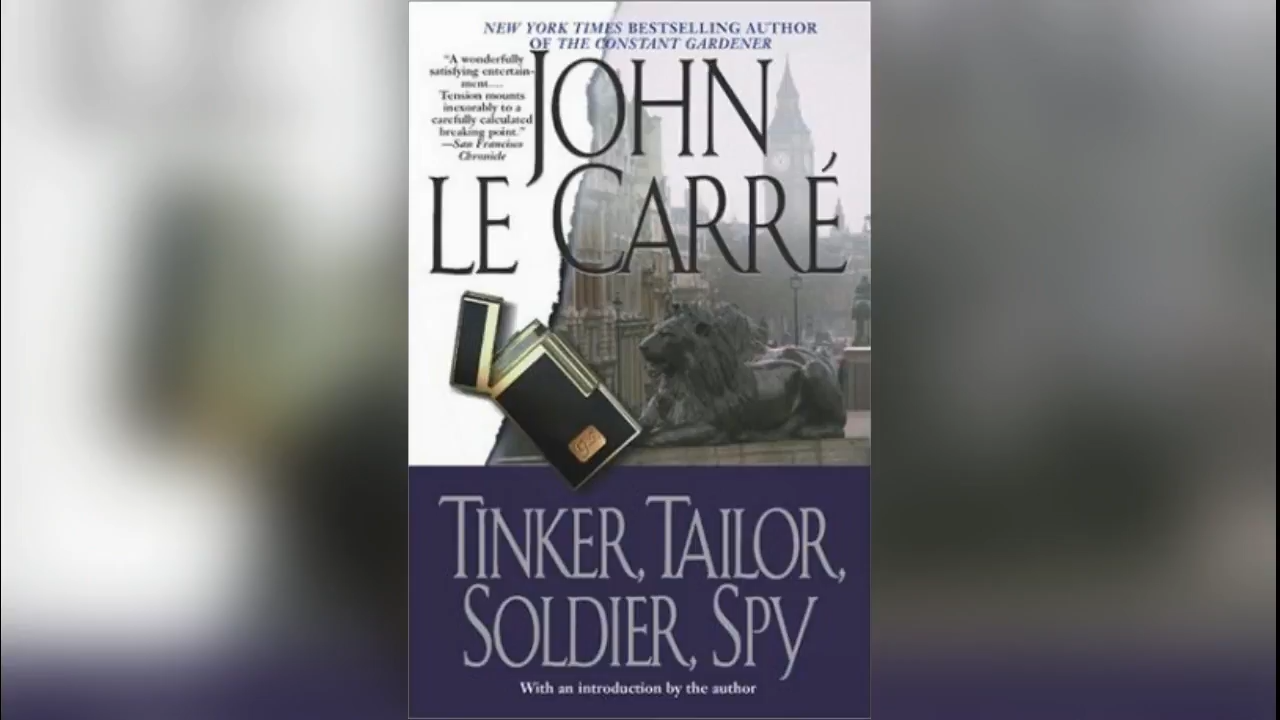 NEW YORK TIMES BESTSELLING AUTHOR
OF THE CONSTANT GARDENER
"A wonderfully
satisfying entertain-
ment....
Tension mounts
inexorably to a
carefully calculated
breaking point."
—San Francisco
Chronicle
JOHN
LE CARRÉ
TINKER, TAILOR,
SOLDIER, SPY
With an introduction by the author